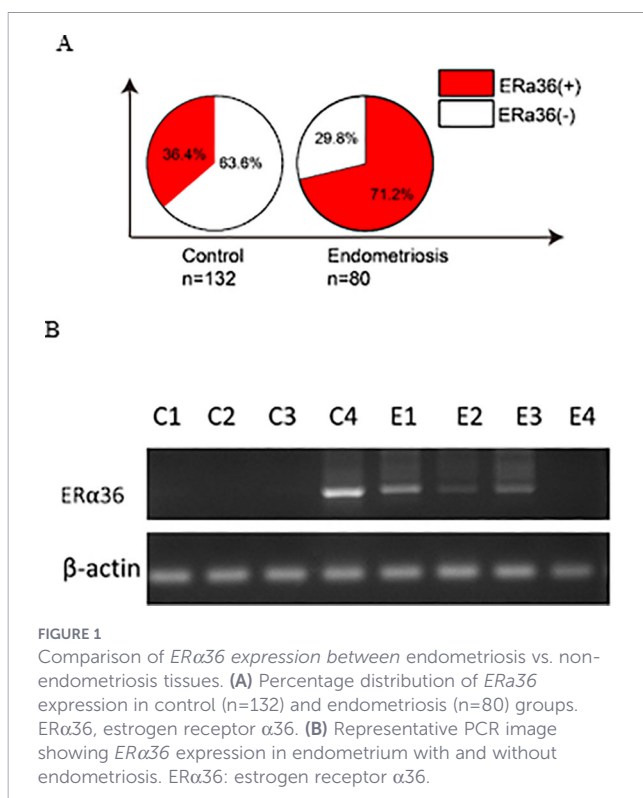 A
ERa36(+)
ERa36(-)
36.4%
63.6%
29.8%
71.2%
Control
n=132
Endometriosis
n=80
B
C1 C2 C3 C4 E1 E2 E3 E4
ERα36
β-actin
FIGURE 1
Comparison of ERα36 expression between endometriosis vs. non-
endometriosis tissues. (A) Percentage distribution of ERa36
expression in control (n=132) and endometriosis (n=80) groups.
ERα36, estrogen receptor α36. (B) Representative PCR image
showing ERα36 expression in endometrium with and without
endometriosis. ERα36: estrogen receptor α36.